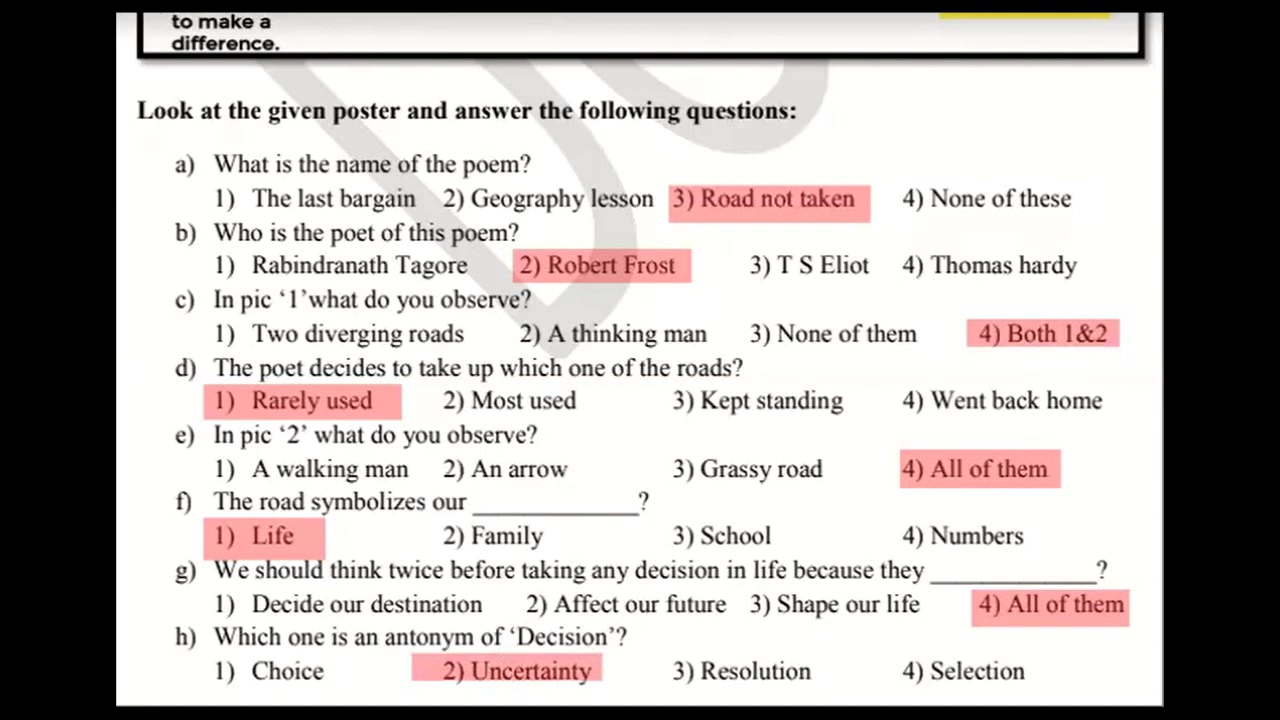 to make a
difference.
Look at the given poster and answer the following questions:
a) What is the name of the poem?
1) The last bargain 2) Geography lesson 3) Road not taken 4) None of these
b) Who is the poet of this poem?
1) Rabindranath Tagore 2) Robert Frost 3) T S Eliot 4) Thomas hardy
c) In pic ‘1’what do you observe?
1) Two diverging roads 2) A thinking man 3) None of them 4) Both 1&2
d) The poet decides to take up which one of the roads?
1) Rarely used 2) Most used 3) Kept standing 4) Went back home
e) In pic ‘2’ what do you observe?
1) A walking man 2) An arrow 3) Grassy road 4) All of them
f) The road symbolizes our _____________?
1) Life 2) Family 3) School 4) Numbers
g) We should think twice before taking any decision in life because they _____________?
1) Decide our destination 2) Affect our future 3) Shape our life 4) All of them
h) Which one is an antonym of ‘Decision’?
1) Choice 2) Uncertainty 3) Resolution 4) Selection